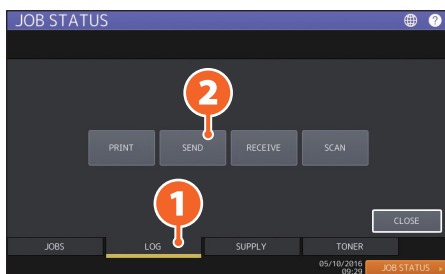 JOB STATUS
?
2
PRINT SEND RECEIVE SCAN
1
CLOSE
JOBS LOG SUPPLY TONER
05/10/2016
09:29
JOB STATUS